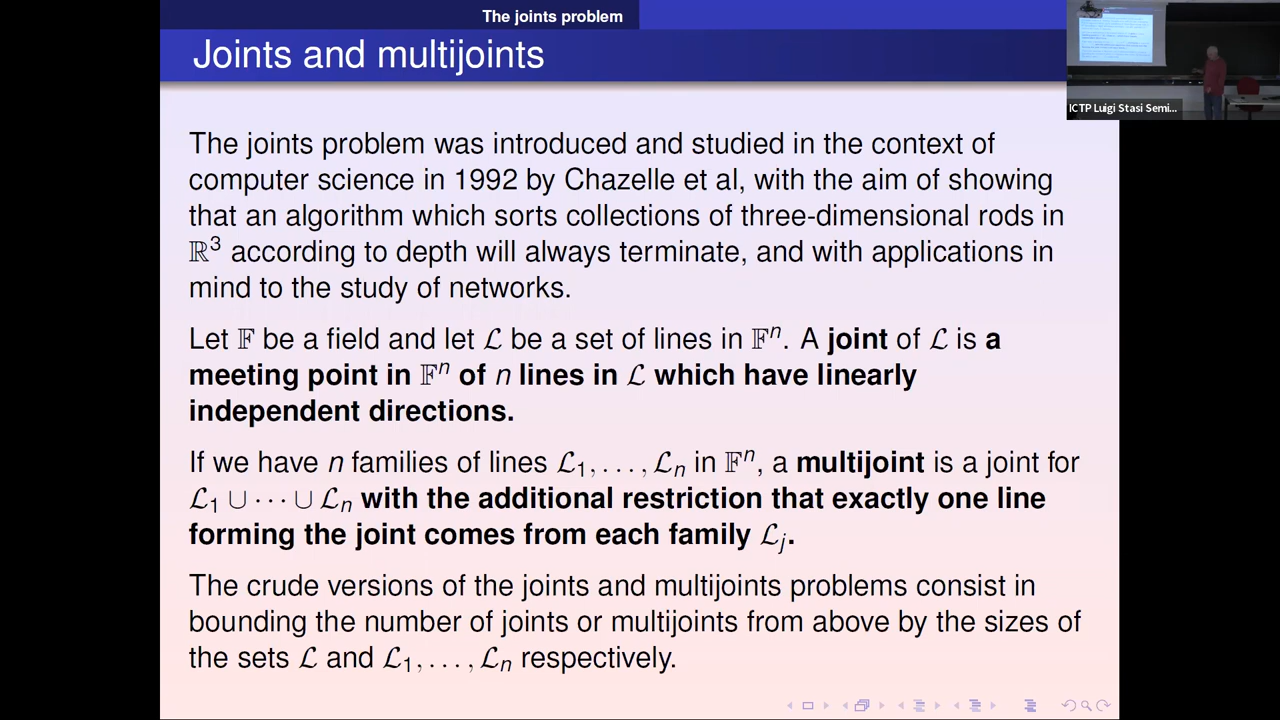 The joints problem
Joints and multijoints
ICTP Luigi Stasi Semi...
The joints problem was introduced and studied in the context of
computer science in 1992 by Chazelle et al, with the aim of showing
that an algorithm which sorts collections of three-dimensional rods in
ℝ³ according to depth will always terminate, and with applications in
mind to the study of networks.
Let 𝔽 be a field and let ℒ be a set of lines in 𝔽ⁿ. A joint of ℒ is a
meeting point in 𝔽ⁿ of n lines in ℒ which have linearly
independent directions.
If we have n families of lines ℒ₁, . . . , ℒₙ in 𝔽ⁿ, a multijoint is a joint for
ℒ₁ ∪ ⋯ ∪ ℒₙ with the additional restriction that exactly one line
forming the joint comes from each family ℒⱼ.
The crude versions of the joints and multijoints problems consist in
bounding the number of joints or multijoints from above by the sizes of
the sets ℒ and ℒ₁, . . . , ℒₙ respectively.